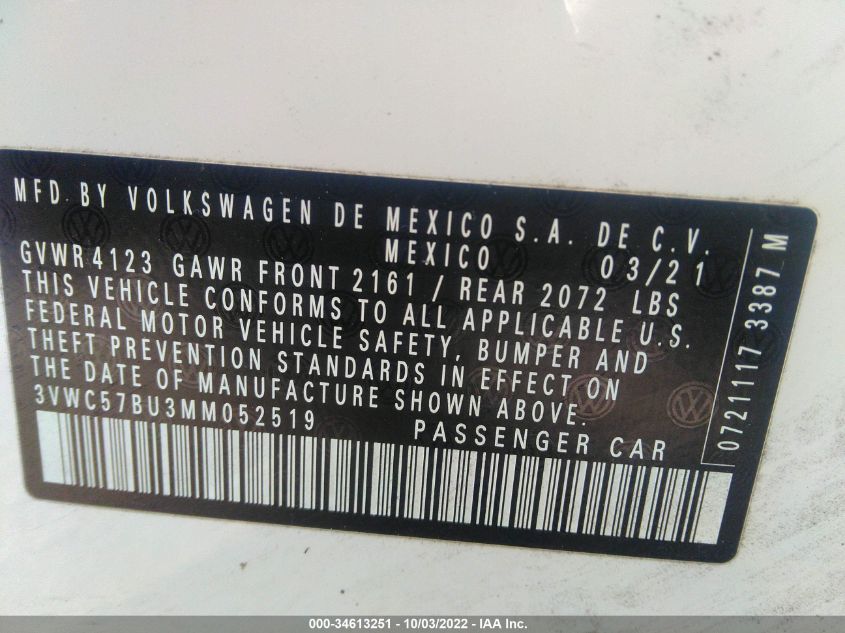 MFD BY VOLKSWAGEN DE MEXICO S.A. DE C.V.
MEXICO 03/21
GVWR 4123 GAWR FRONT 2161 / REAR 2072 LBS
THIS VEHICLE CONFORMS TO ALL APPLICABLE U.S.
FEDERAL MOTOR VEHICLE SAFETY, BUMPER AND
THEFT PREVENTION STANDARDS IN EFFECT ON
THE DATE OF MANUFACTURE SHOWN ABOVE.
3VWC57BU3MM052519 PASSENGER CAR
0721117 3387 M
000-34613251 - 10/03/2022 - IAA Inc.